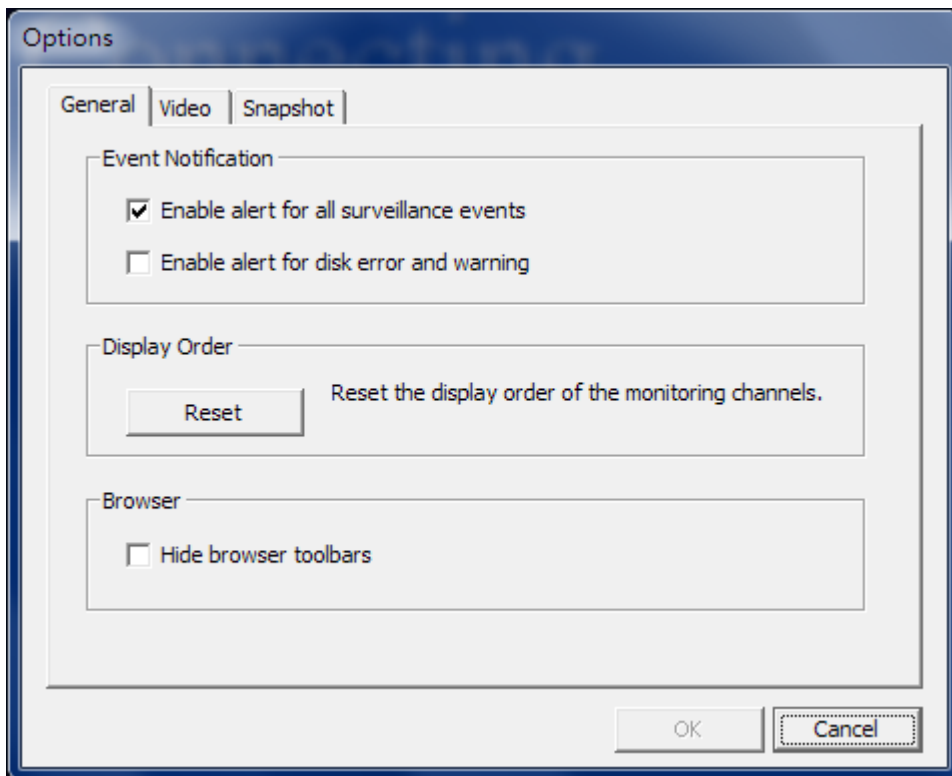 Options
General Video Snapshot
Event Notification
Enable alert for all surveillance events
Enable alert for disk error and warning
Display Order
Reset
Reset the display order of the monitoring channels.
Browser
Hide browser toolbars
OK Cancel